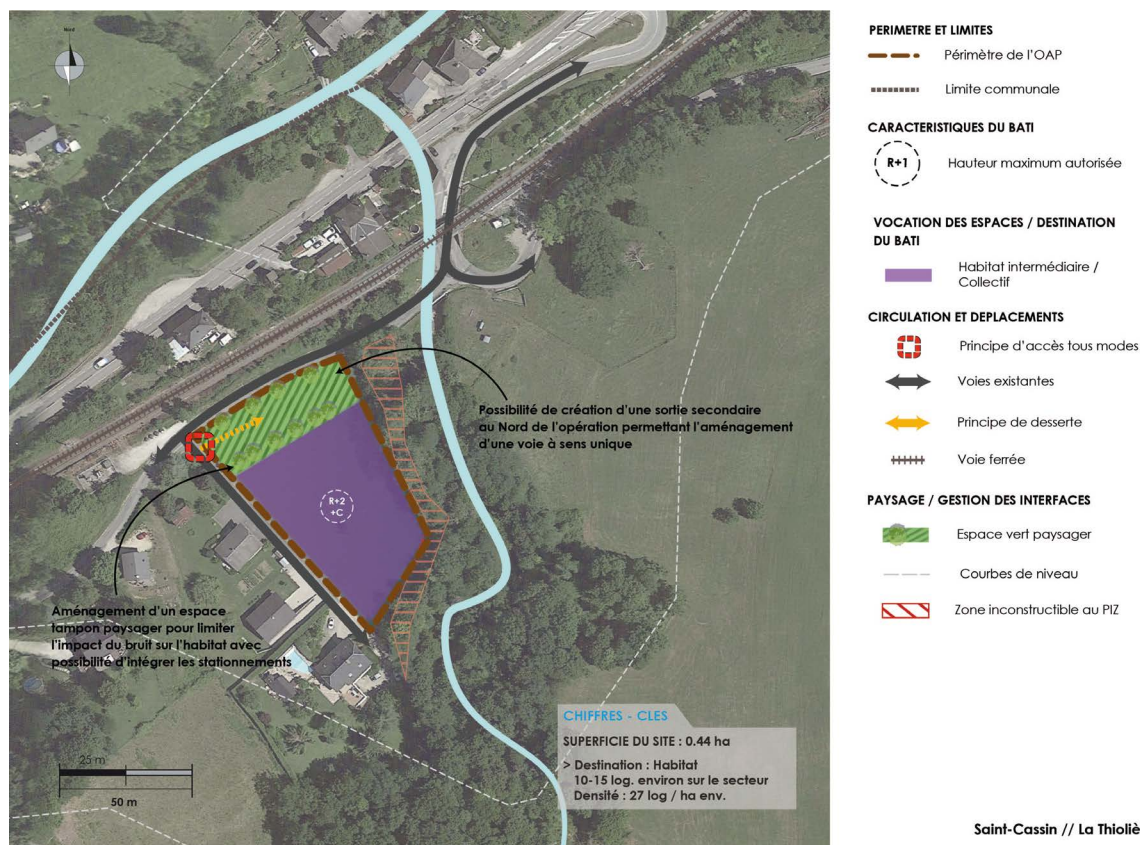 Nord
Possibilité de création d'une sortie secondaire
au Nord de l'opération permettant l'aménagement
d'une voie à sens unique
R+2
+C
Aménagement d'un espace
tampon paysager pour limiter
l'impact du bruit sur l'habitat avec
possibilité d'intégrer les stationnements
25 m
50 m
CHIFFRES - CLES
SUPERFICIE DU SITE : 0.44 ha
> Destination : Habitat
10-15 log. environ sur le secteur
Densité : 27 log / ha env.
PERIMETRE ET LIMITES
Périmètre de l'OAP
Limite communale
CARACTERISTIQUES DU BATI
R+1
Hauteur maximum autorisée
VOCATION DES ESPACES / DESTINATION
DU BATI
Habitat intermédiaire /
Collectif
CIRCULATION ET DEPLACEMENTS
Principe d'accès tous modes
Voies existantes
Principe de desserte
Voie ferrée
PAYSAGE / GESTION DES INTERFACES
Espace vert paysager
Courbes de niveau
Zone inconstructible au PIZ
Saint-Cassin // La Thioliè